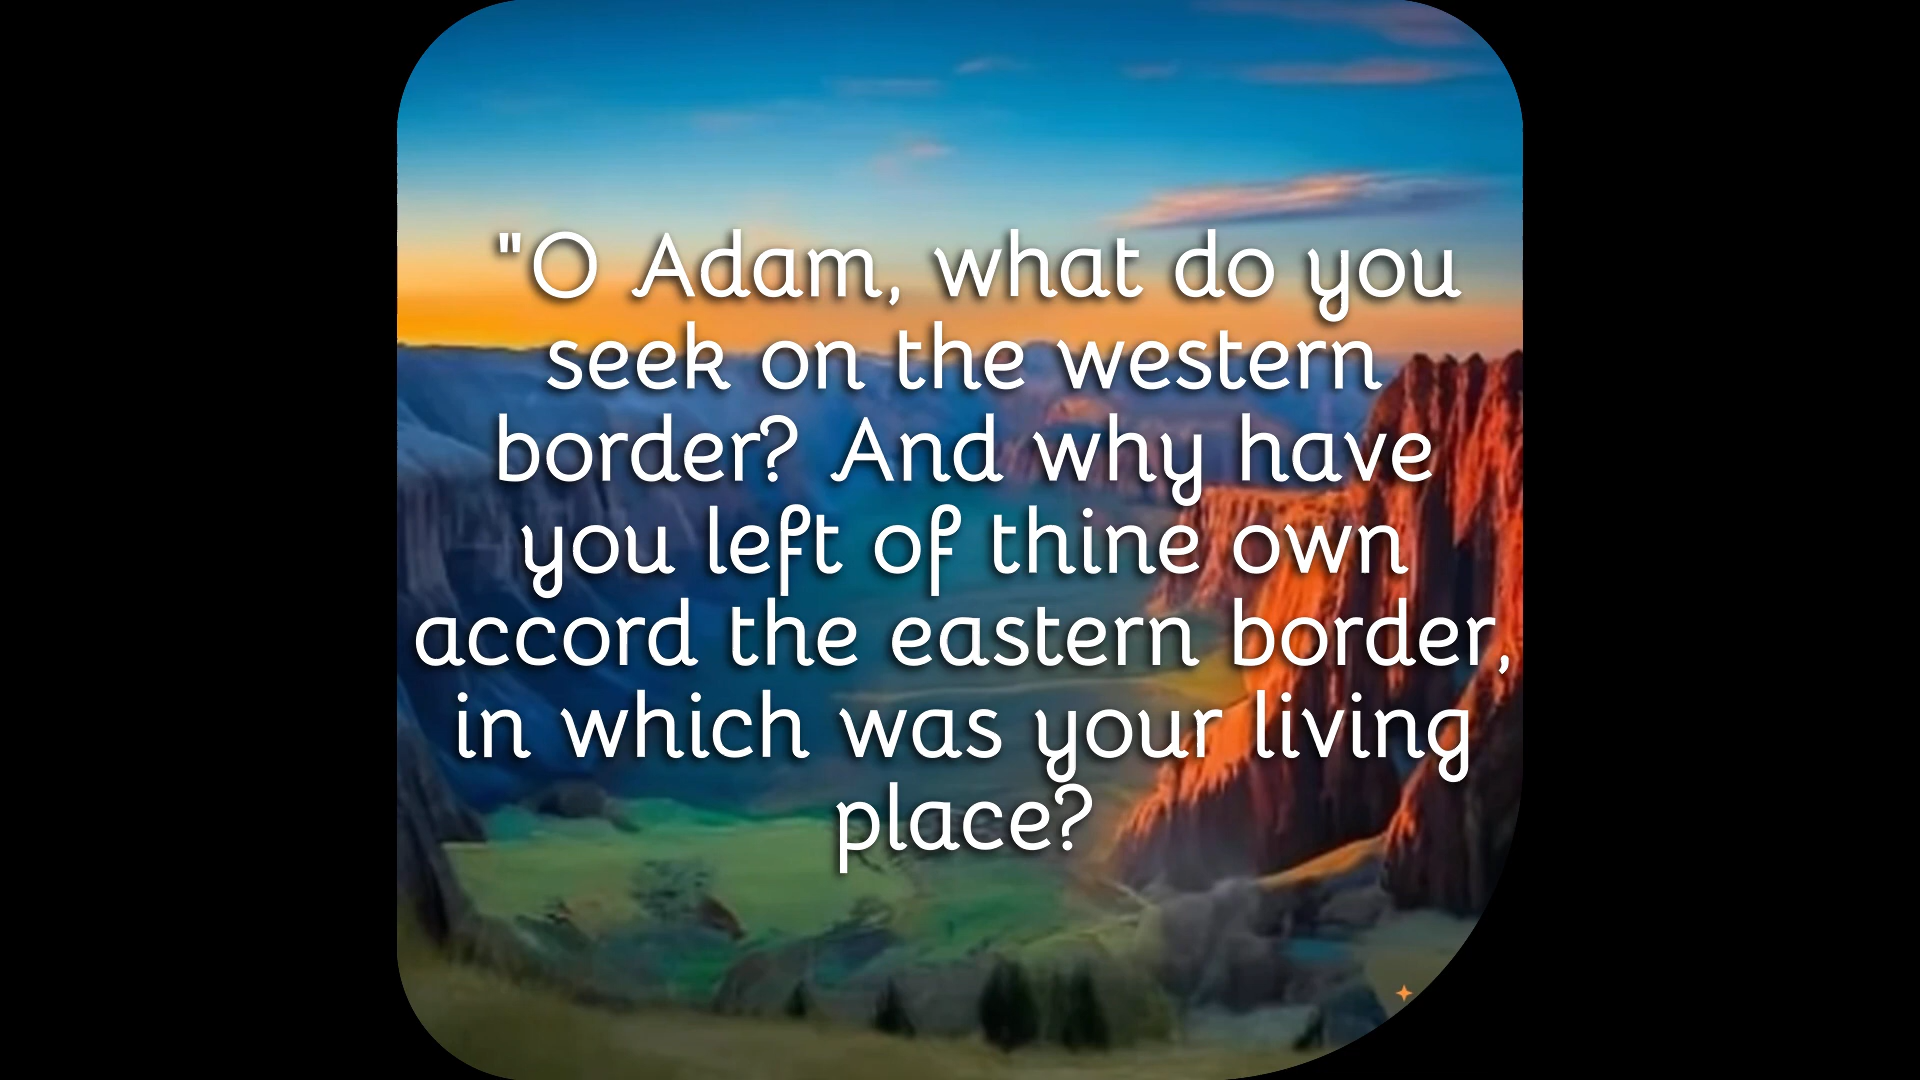 "O Adam, what do you
seek on the western
border? And why have
you left of thine own
accord the eastern border,
in which was your living
place?